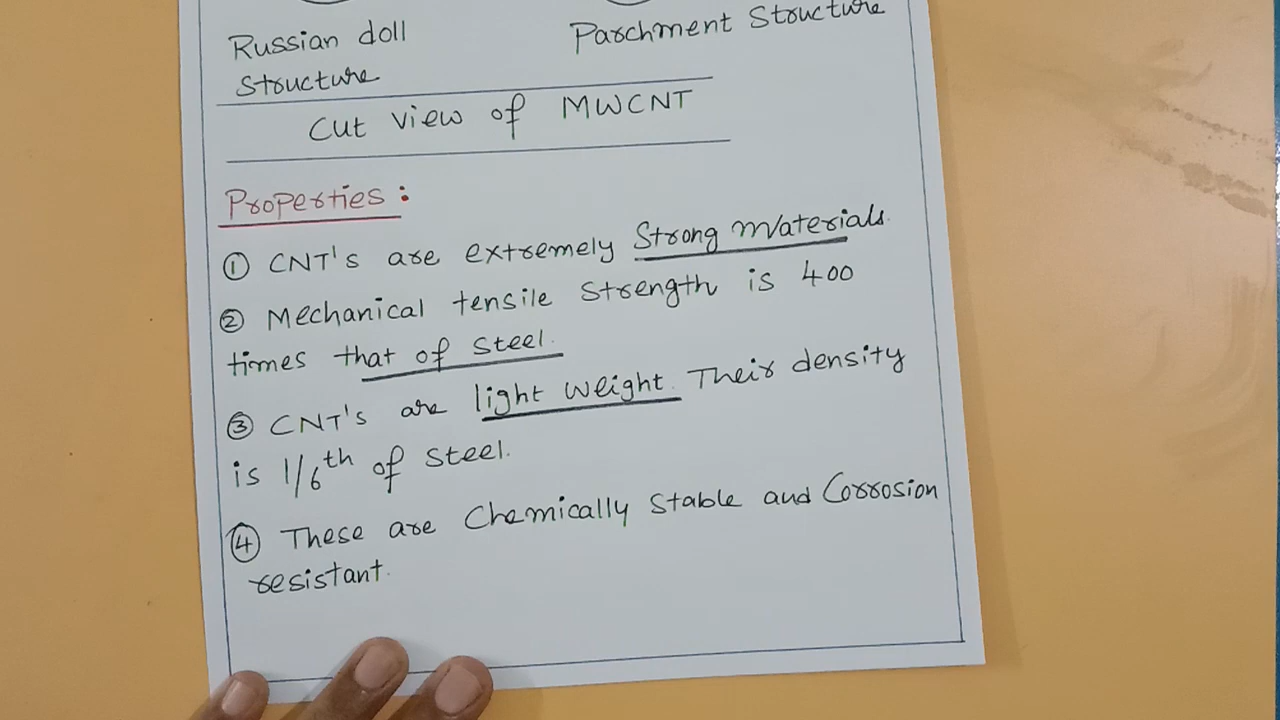 Russian doll
Structure
Parchment Structure
Cut view of MWCNT
Properties:
① CNT's are extremely Strong materials.
② Mechanical tensile Strength is 400
times that of Steel.
③ CNT's are light weight. Their density
is 1/6th of Steel.
④ These are Chemically Stable and Corrosion
resistant.